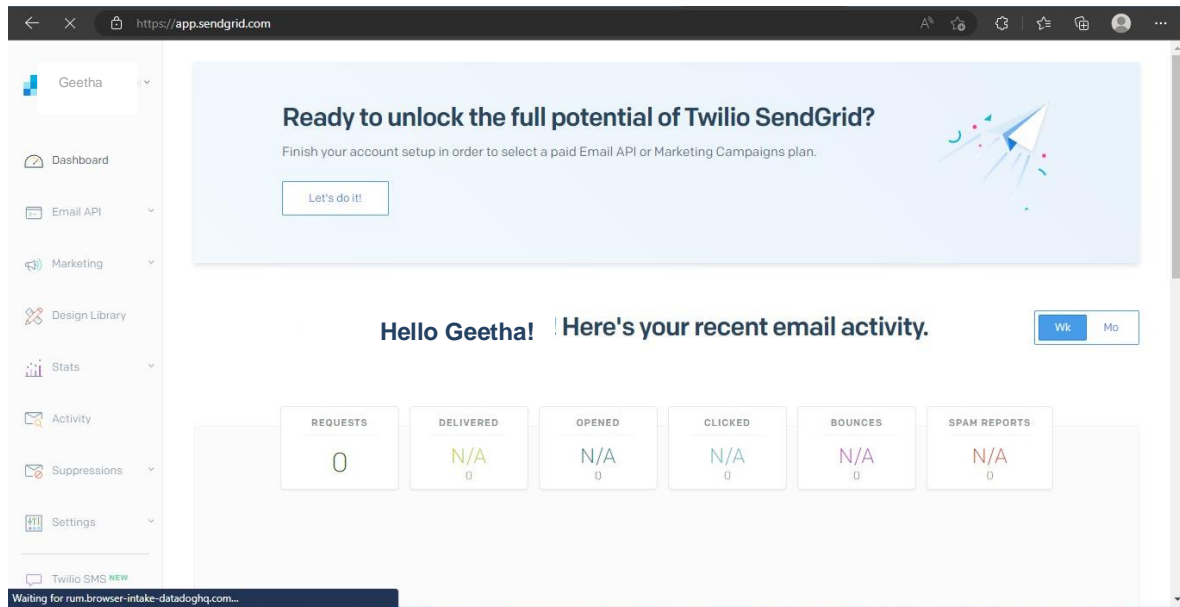 https://app.sendgrid.com
Geetha
Ready to unlock the full potential of Twilio SendGrid?
Finish your account setup in order to select a paid Email API or Marketing Campaigns plan.
Let's do it!
Dashboard
Email API
Marketing
Design Library
Stats
Activity
Suppressions
Settings
Twilio SMS NEW
Hello Geetha! ! Here's your recent email activity.
Wk Mo
REQUESTS DELIVERED OPENED CLICKED BOUNCES SPAM REPORTS
0 N/A N/A N/A N/A N/A
0 0 0 0 0
Waiting for rum.browser-intake-datadoghq.com...